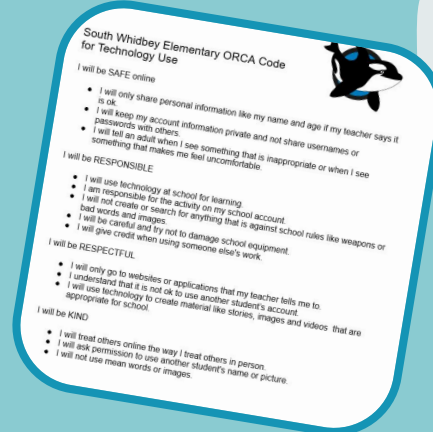 South Whidbey Elementary ORCA Code
for Technology Use
I will be SAFE online
● I will only share personal information like my name and age if my teacher says it
is ok.
● I will keep my account information private and not share usernames or
passwords with others.
● I will tell an adult when I see something that is inappropriate or when I see
something that makes me feel uncomfortable.
I will be RESPONSIBLE
● I will use technology at school for learning.
● I am responsible for the activity on my school account.
● I will not create or search for anything that is against school rules like weapons or
bad words and images.
● I will be careful and try not to damage school equipment.
● I will give credit when using someone else's work.
I will be RESPECTFUL
● I will only go to websites or applications that my teacher tells me to.
● I understand that it is not ok to use another student's account.
● I will use technology to create material like stories, images and videos that are
appropriate for school.
I will be KIND
● I will treat others online the way I treat others in person.
● I will ask permission to use another student's name or picture.
● I will not use mean words or images.